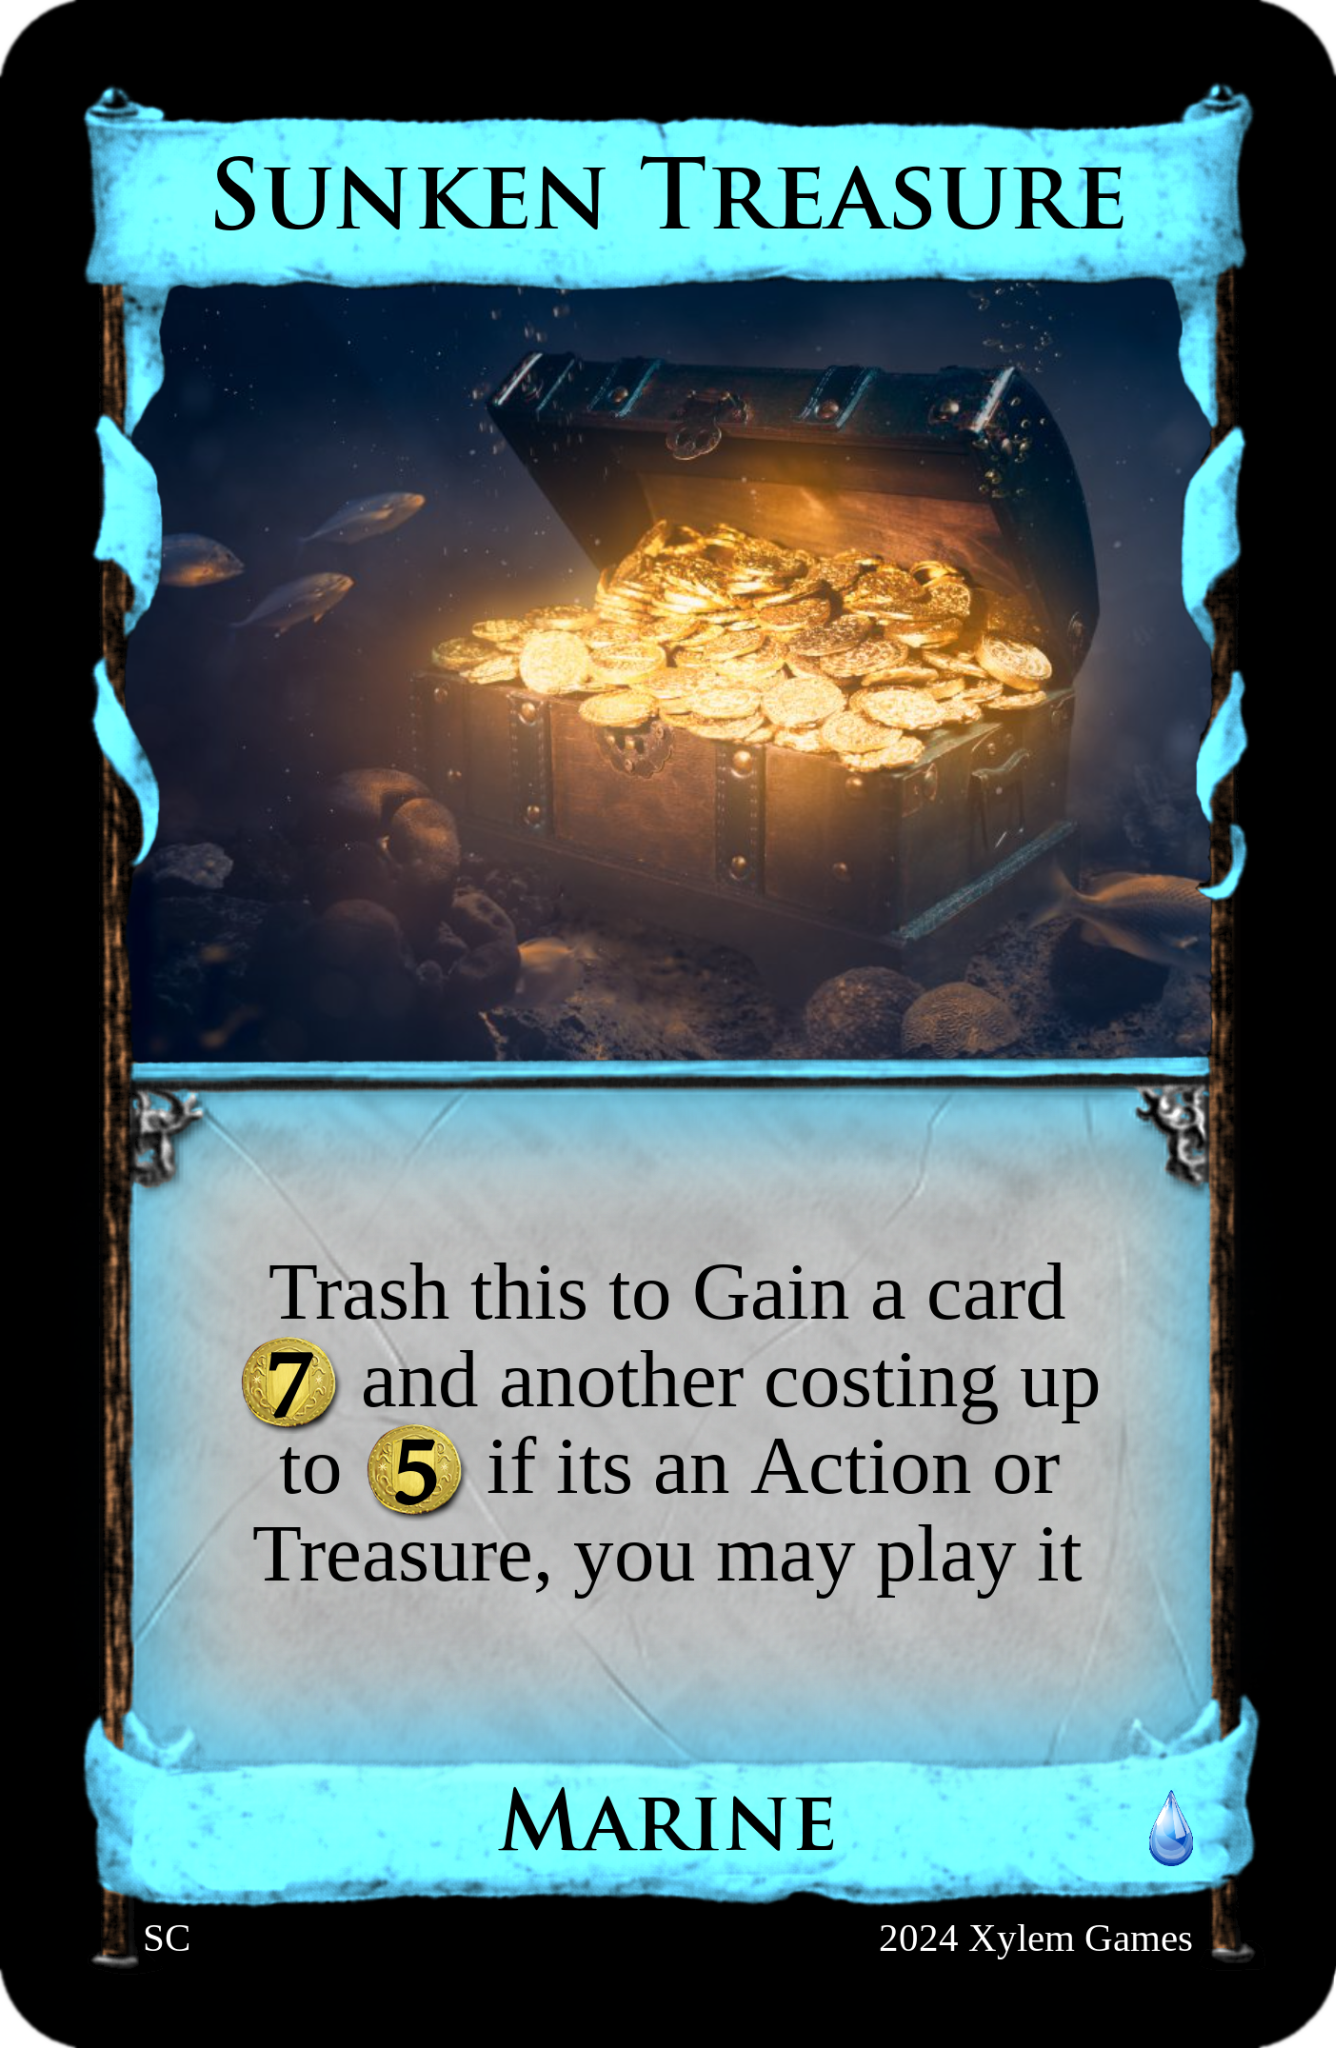 Sunken Treasure
Trash this to Gain a card
7 and another costing up
to 5 if its an Action or
Treasure, you may play it
Marine
SC
2024 Xylem Games